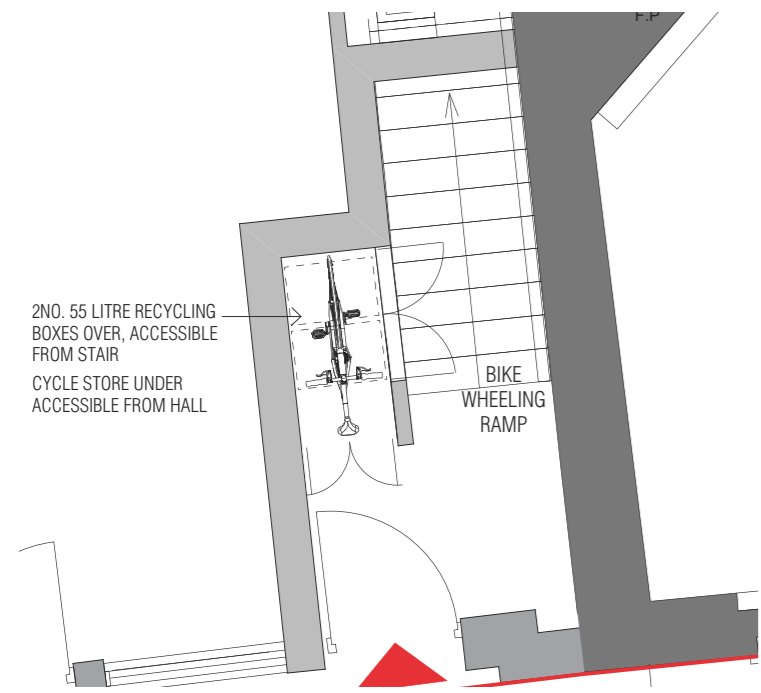 F.P
2NO. 55 LITRE RECYCLING
BOXES OVER, ACCESSIBLE
FROM STAIR
CYCLE STORE UNDER
ACCESSIBLE FROM HALL
BIKE
WHEELING
RAMP